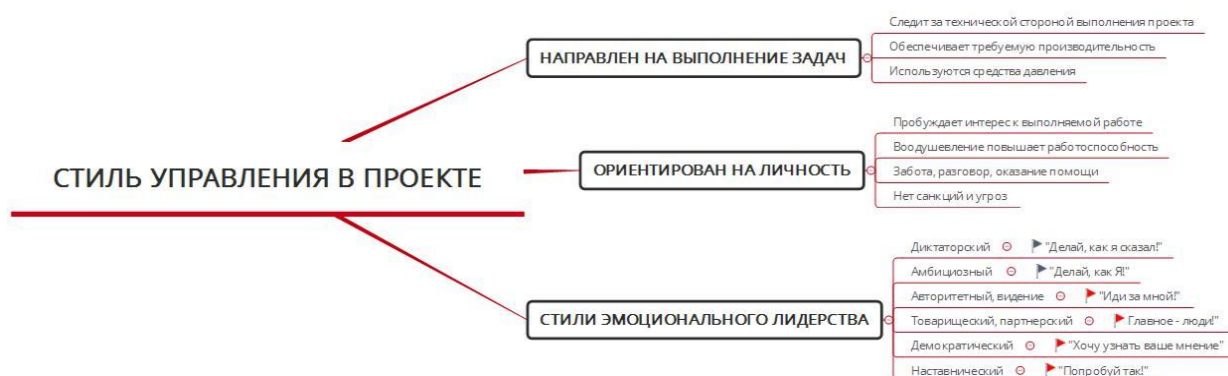 СТИЛЬ УПРАВЛЕНИЯ В ПРОЕКТЕ
НАПРАВЛЕН НА ВЫПОЛНЕНИЕ ЗАДАЧ
Следит за технической стороной выполнения проекта
Обеспечивает требуемую производительность
Используются средства давления
ОРИЕНТИРОВАН НА ЛИЧНОСТЬ
Пробуждает интерес к выполняемой работе
Воодушевление повышает работоспособность
Забота, разговор, оказание помощи
Нет санкций и угроз
СТИЛИ ЭМОЦИОНАЛЬНОГО ЛИДЕРСТВА
Диктаторский "Делай, как я сказал!"
Амбициозный "Делай, как Я!"
Авторитетный, видение "Иди за мной!"
Товарищеский, партнерский Главное - люди!"
Демократический "Хочу узнать ваше мнение"
Наставнический "Попробуй так!"